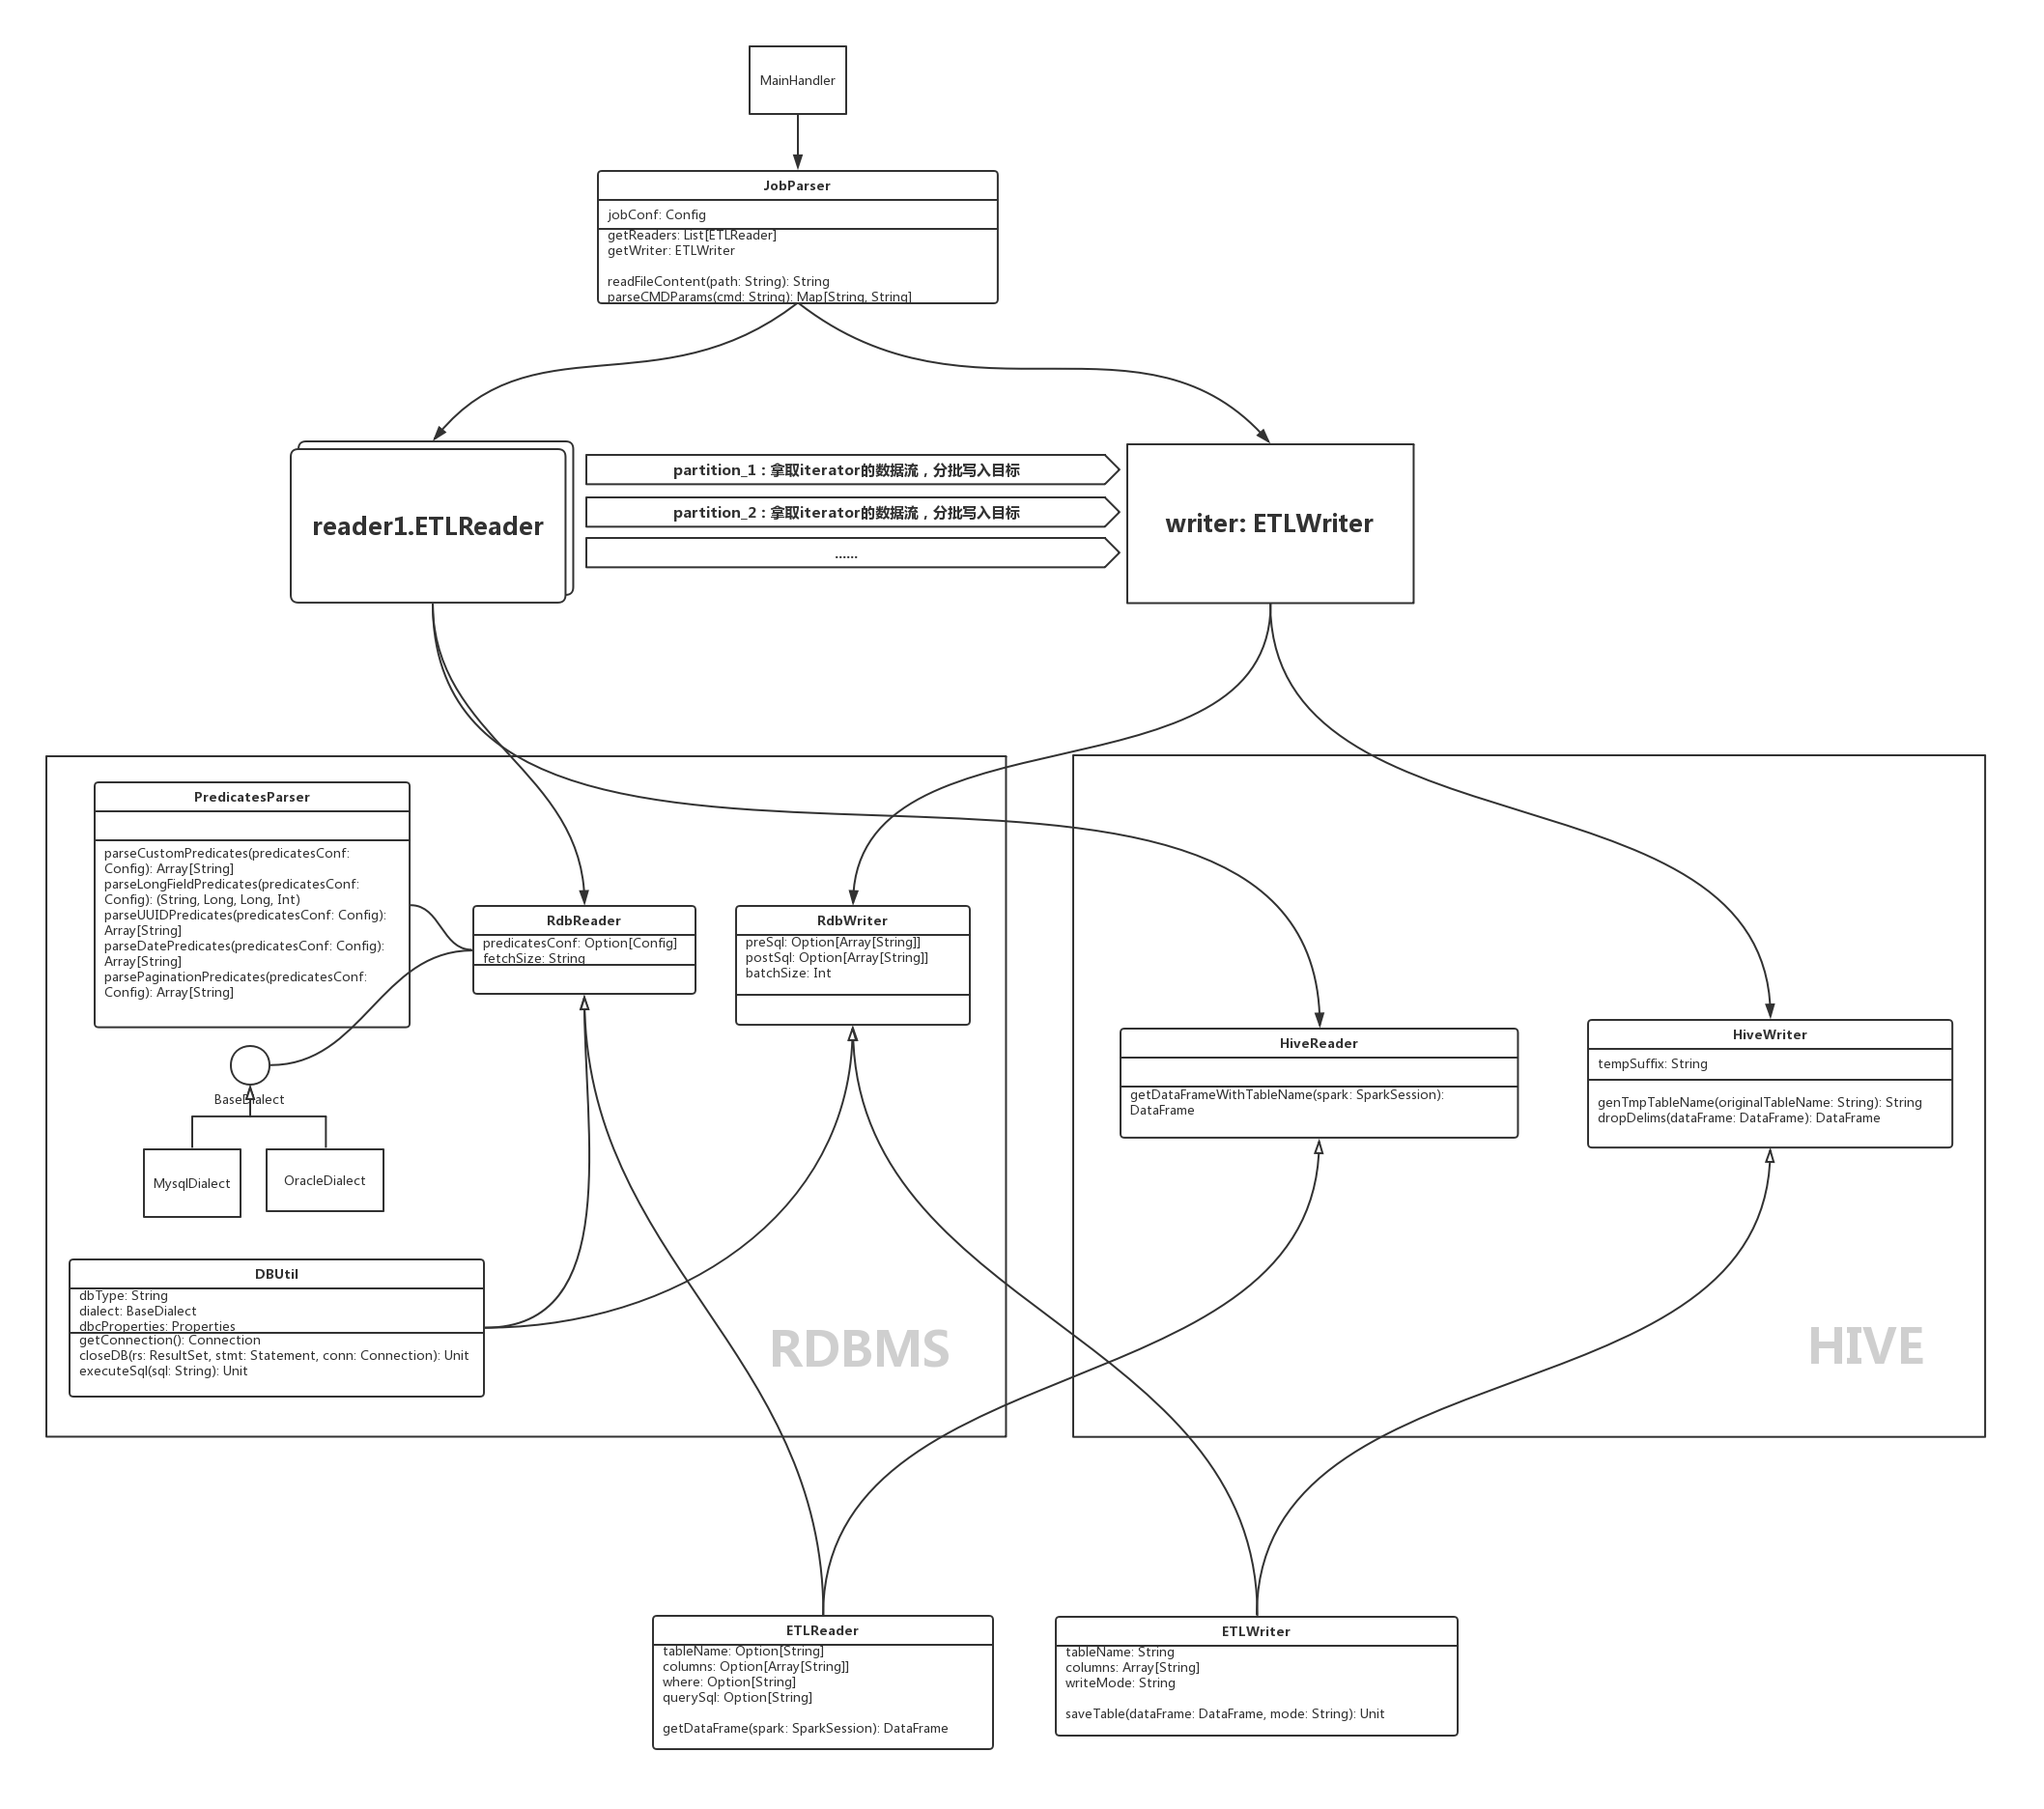 MainHandler
JobParser
jobConf: Config
getReaders: List[ETLReader]
getWriter: ETLWriter
readFileContent(path: String): String
parseCMDParams(cmd: String): Map[String, String]
reader1.ETLReader
partition_1：拿取iterator的数据流，分批写入目标
partition_2：拿取iterator的数据流，分批写入目标
......
writer: ETLWriter
PredicatesParser
parseCustomPredicates(predicatesConf:
Config): Array[String]
parseLongFieldPredicates(predicatesConf:
Config): (String, Long, Long, Int)
parseUUIDPredicates(predicatesConf: Config):
Array[String]
parseDatePredicates(predicatesConf: Config):
Array[String]
parsePaginationPredicates(predicatesConf:
Config): Array[String]
RdbReader
predicatesConf: Option[Config]
fetchSize: String
RdbWriter
preSql: Option[Array[String]]
postSql: Option[Array[String]]
batchSize: Int
BaseDialect
MysqlDialect
OracleDialect
DBUtil
dbType: String
dialect: BaseDialect
dbcProperties: Properties
getConnection(): Connection
closeDB(rs: ResultSet, stmt: Statement, conn: Connection): Unit
executeSql(sql: String): Unit
RDBMS
HiveReader
getDataFrameWithTableName(spark: SparkSession):
DataFrame
HiveWriter
tempSuffix: String
genTmpTableName(originalTableName: String): String
dropDelims(dataFrame: DataFrame): DataFrame
HIVE
ETLReader
tableName: Option[String]
columns: Option[Array[String]]
where: Option[String]
querySql: Option[String]
getDataFrame(spark: SparkSession): DataFrame
ETLWriter
tableName: String
columns: Array[String]
writeMode: String
saveTable(dataFrame: DataFrame, mode: String): Unit